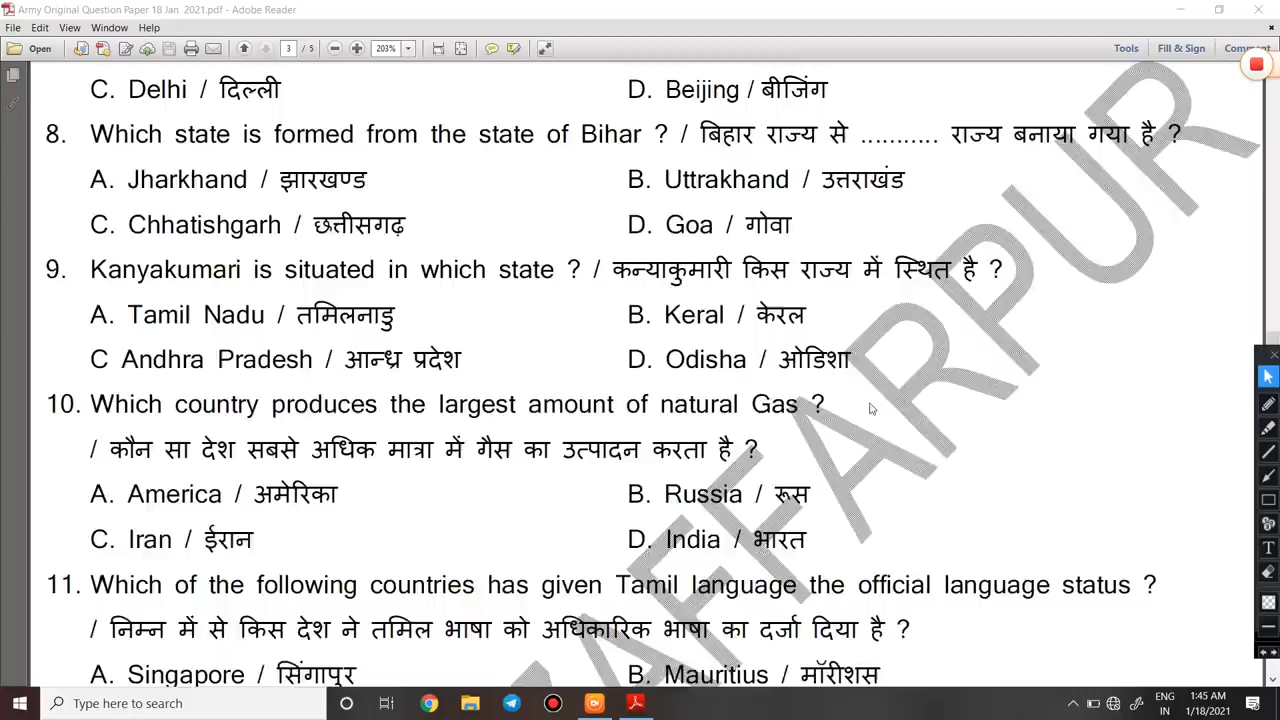 Army Original Question Paper 18 Jan 2021.pdf - Adobe Reader
File Edit View Window Help
Open 3 / 5 203% Tools Fill & Sign Comment
C. Delhi / दिल्ली D. Beijing / बीजिंग
8. Which state is formed from the state of Bihar ? / बिहार राज्य से ........... राज्य बनाया गया है ?
A. Jharkhand / झारखण्ड B. Uttrakhand / उत्तराखंड
C. Chhatishgarh / छत्तीसगढ़ D. Goa / गोवा
9. Kanyakumari is situated in which state ? / कन्याकुमारी किस राज्य में स्थित है ?
A. Tamil Nadu / तमिलनाडु B. Keral / केरल
C Andhra Pradesh / आन्ध्र प्रदेश D. Odisha / ओडिशा
10. Which country produces the largest amount of natural Gas ?
/ कौन सा देश सबसे अधिक मात्रा में गैस का उत्पादन करता है ?
A. America / अमेरिका B. Russia / रूस
C. Iran / ईरान D. India / भारत
11. Which of the following countries has given Tamil language the official language status ?
/ निम्न में से किस देश ने तमिल भाषा को अधिकारिक भाषा का दर्जा दिया है ?
A. Singapore / सिंगापुर B. Mauritius / मॉरीशस
ZAFFARPUR
Type here to search ENG 1:45 AM
IN 1/18/2021